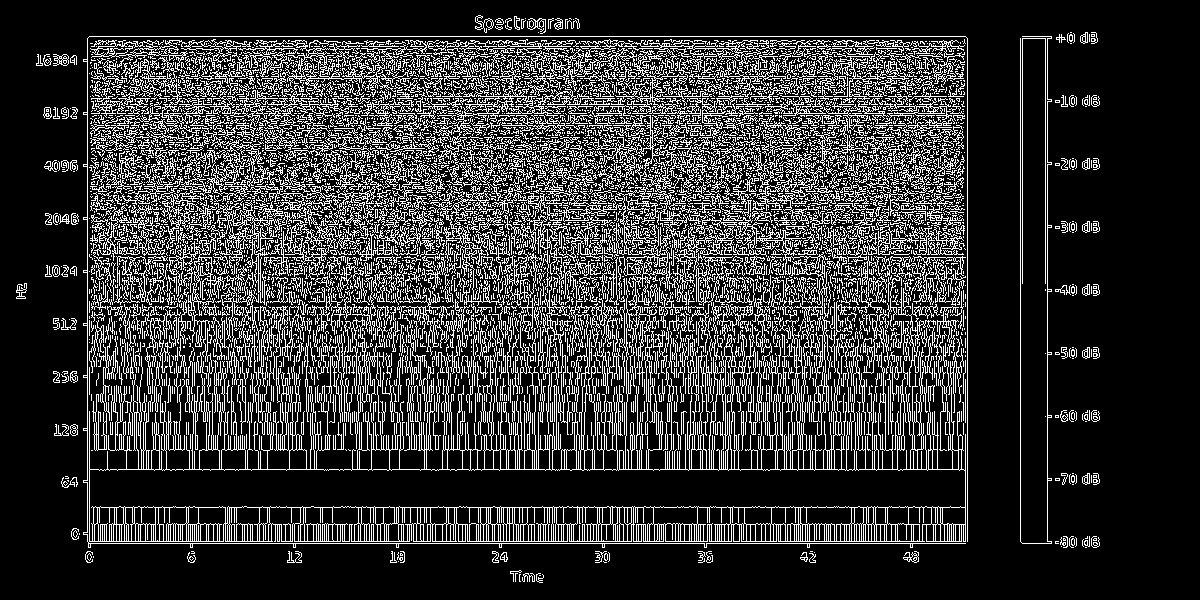 Spectrogram
+0 dB
16384
-10 dB
8192
-20 dB
4096
-30 dB
2048
1024
Hz
-40 dB
512
-50 dB
256
-60 dB
128
64
-70 dB
0
-80 dB
0 6 12 18 24 30 36 42 48
Time